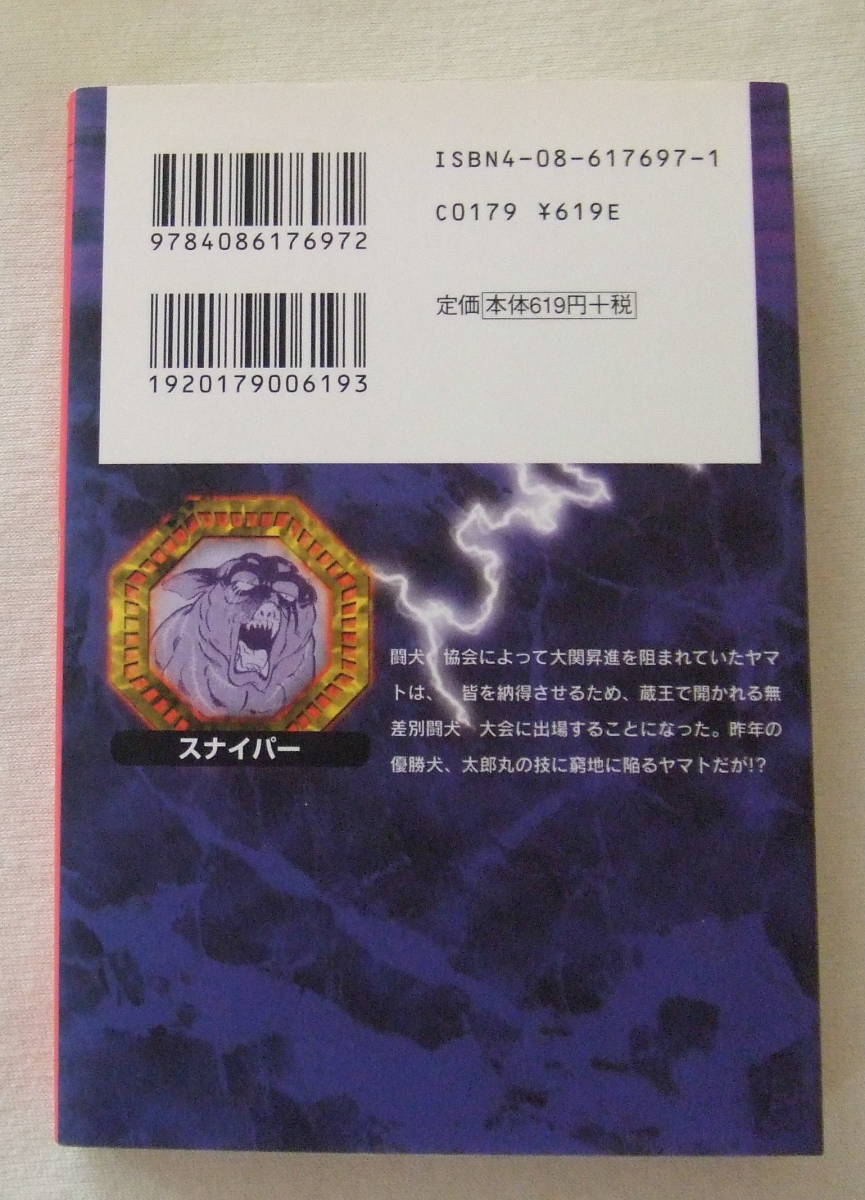 ISBN4-08-617697-1
9784086176972
C0179 ¥619E
定価本体619円+税
1920179006193
スナイパー
闘犬 協会によって大関昇進を阻まれていたヤマ
トは、 皆を納得させるため、蔵王で開かれる無
差別闘犬 大会に出場することになった。昨年の
優勝犬、太郎丸の技に窮地に陥るヤマトだが!?